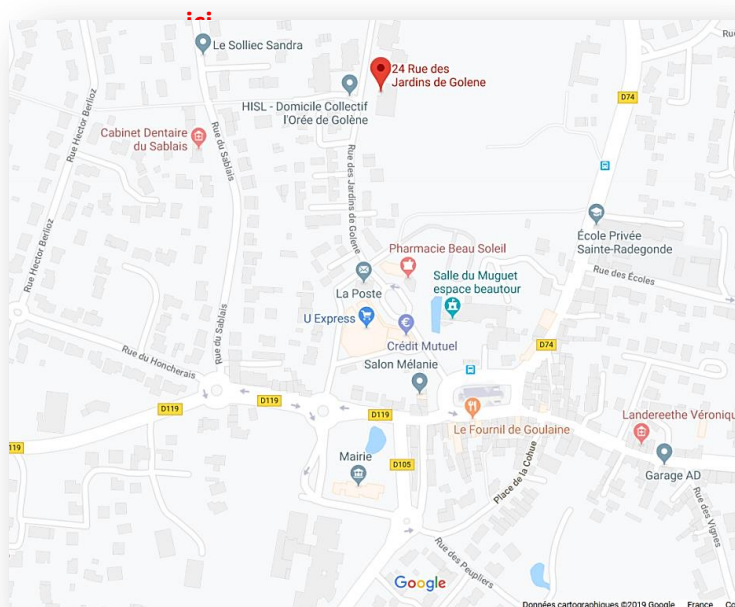 ici
Le Solliec Sandra
24 Rue des
Jardins de Golene
HISL - Domicile Collectif
l'Orée de Golène
D74
Cabinet Dentaire
du Sablais
Rue Hector Berlioz
Rue du Sablais
Rue des Jardins de Golene
École Privée
Sainte-Radegonde
Pharmacie Beau Soleil
Rue des Écoles
Salle du Muguet
espace beautour
La Poste
Rue Hector Berlioz
U Express
Rue du Sablais
Crédit Mutuel
D74
Rue du Honcherais
Salon Mélanie
D119
D119
D119
Le Fournil de Goulaine
Landereethe Véroniqu
119
Mairie
D105
Place de la Cohue
Garage AD
Rue des Vignes
Rue des Peupliers
Google
Données cartographiques ©2019 Google France Co